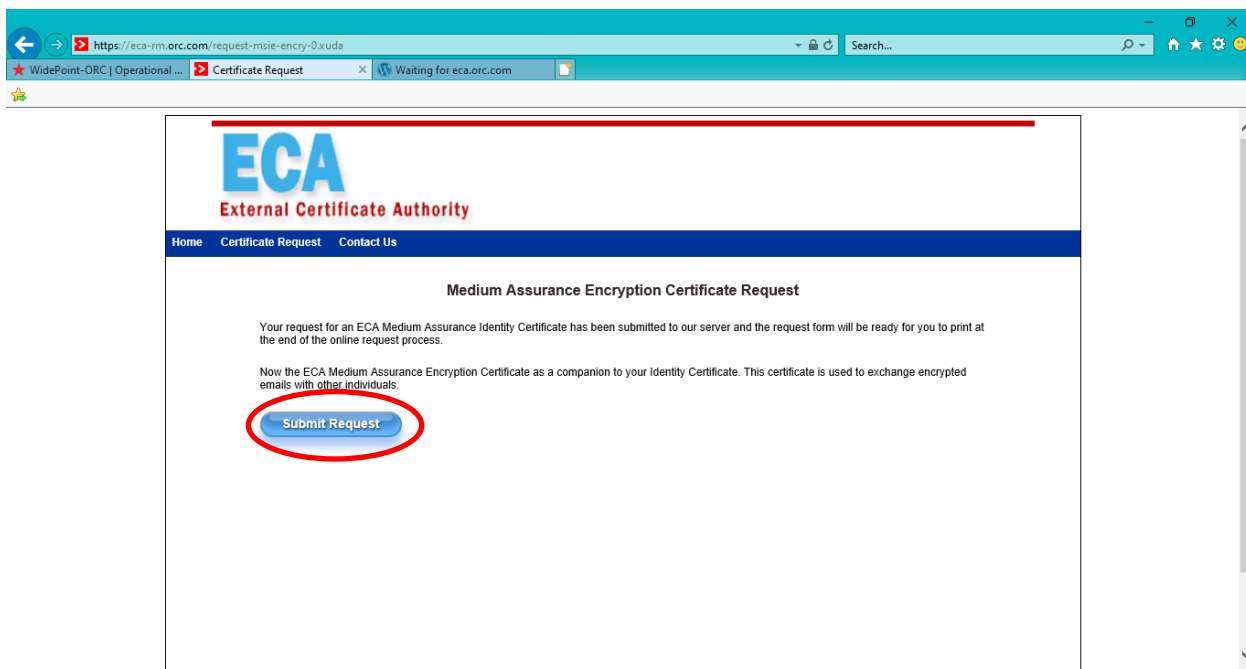 https://eca-rm.orc.com/request-msie-encry-0.xuda
Search...
WidePoint-ORC | Operational ...
Certificate Request
Waiting for eca.orc.com
ECA
External Certificate Authority
Home Certificate Request Contact Us
Medium Assurance Encryption Certificate Request
Your request for an ECA Medium Assurance Identity Certificate has been submitted to our server and the request form will be ready for you to print at
the end of the online request process.
Now the ECA Medium Assurance Encryption Certificate as a companion to your Identity Certificate. This certificate is used to exchange encrypted
emails with other individuals.
Submit Request